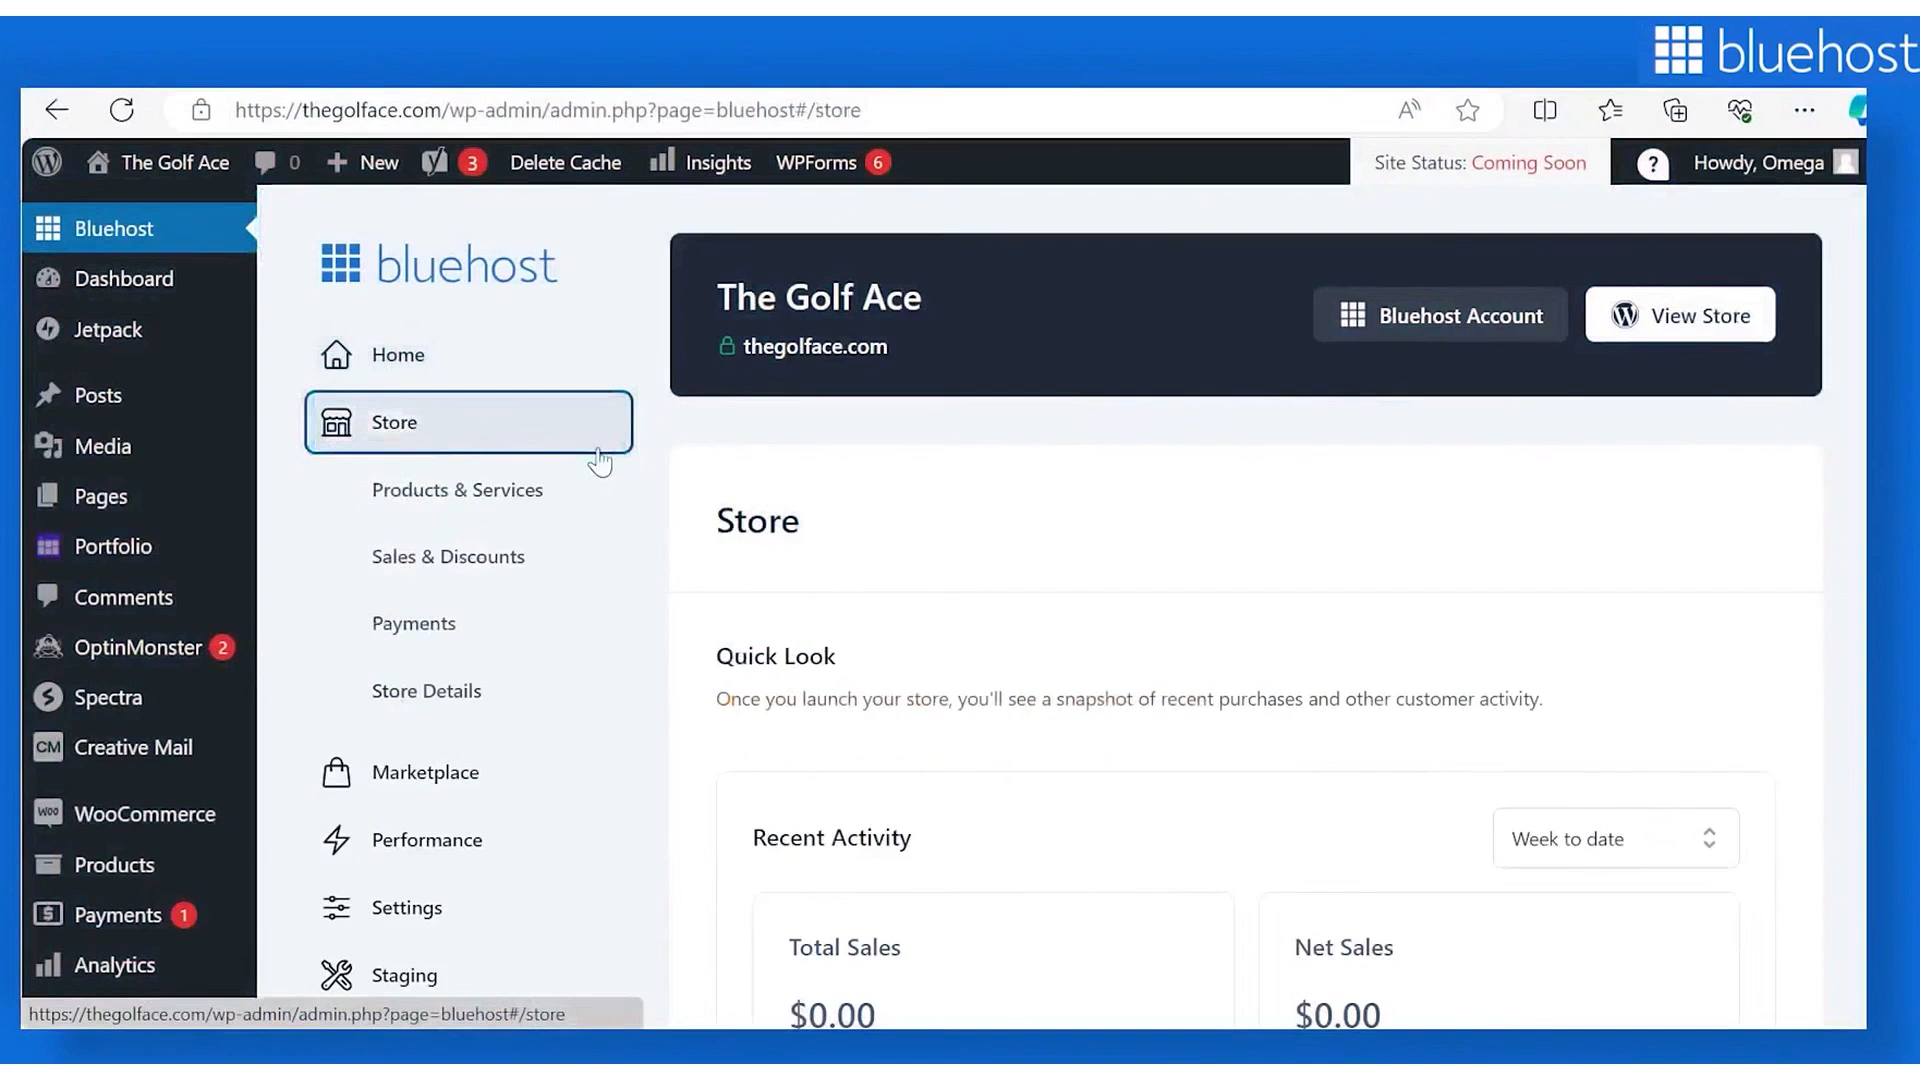 bluehost
https://thegolface.com/wp-admin/admin.php?page=bluehost#/store
The Golf Ace 0 New 3 Delete Cache Insights WPForms 6 Site Status: Coming Soon ? Howdy, Omega
Bluehost
Dashboard
Jetpack
Posts
Media
Pages
Portfolio
Comments
OptinMonster 2
Spectra
CM Creative Mail
Woo WooCommerce
Products
Payments 1
Analytics
bluehost
Home
Store
Products & Services
Sales & Discounts
Payments
Store Details
Marketplace
Performance
Settings
Staging
The Golf Ace
thegolface.com
Bluehost Account
View Store
Store
Quick Look
Once you launch your store, you'll see a snapshot of recent purchases and other customer activity.
Recent Activity
Week to date
Total Sales
$0.00
Net Sales
$0.00
https://thegolface.com/wp-admin/admin.php?page=bluehost#/store